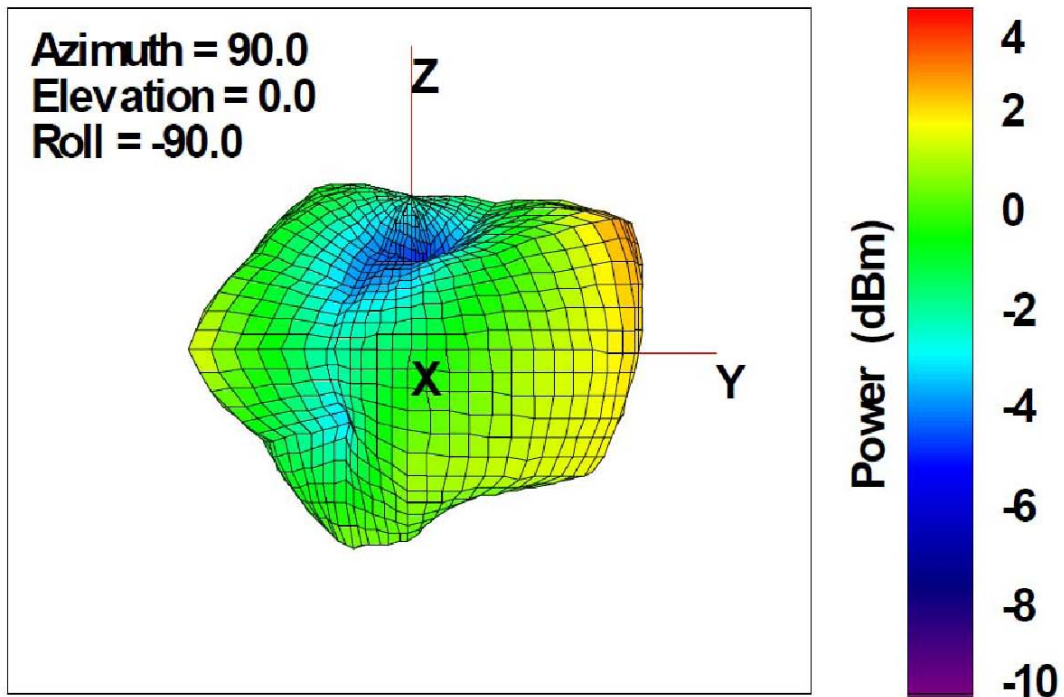 Azimuth = 90.0
Elevation = 0.0
Roll = -90.0
Z
X
Y
Power (dBm)
4
2
0
-2
-4
-6
-8
-10